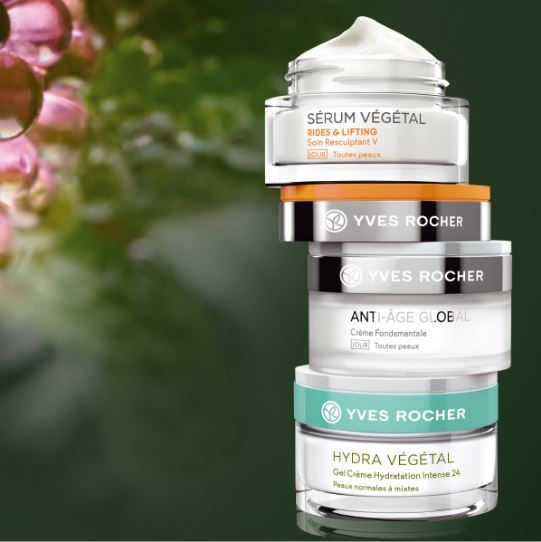 SÉRUM VÉGÉTAL
RIDES & LIFTING
Soin Resculptant V
JOUR Toutes peaux
YVES ROCHER
YVES ROCHER
ANTI-ÂGE GLOBAL
Crème Fondamentale
JOUR Toutes peaux
YVES ROCHER
HYDRA VÉGÉTAL
Gel Crème Hydratation Intense 24
Peaux normales à mixtes